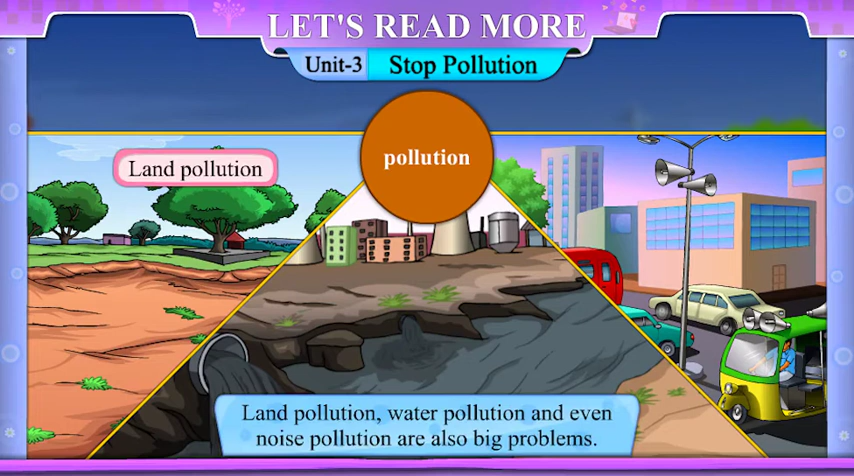 LET'S READ MORE
Unit-3 Stop Pollution
pollution
Land pollution
Land pollution, water pollution and even
noise pollution are also big problems.